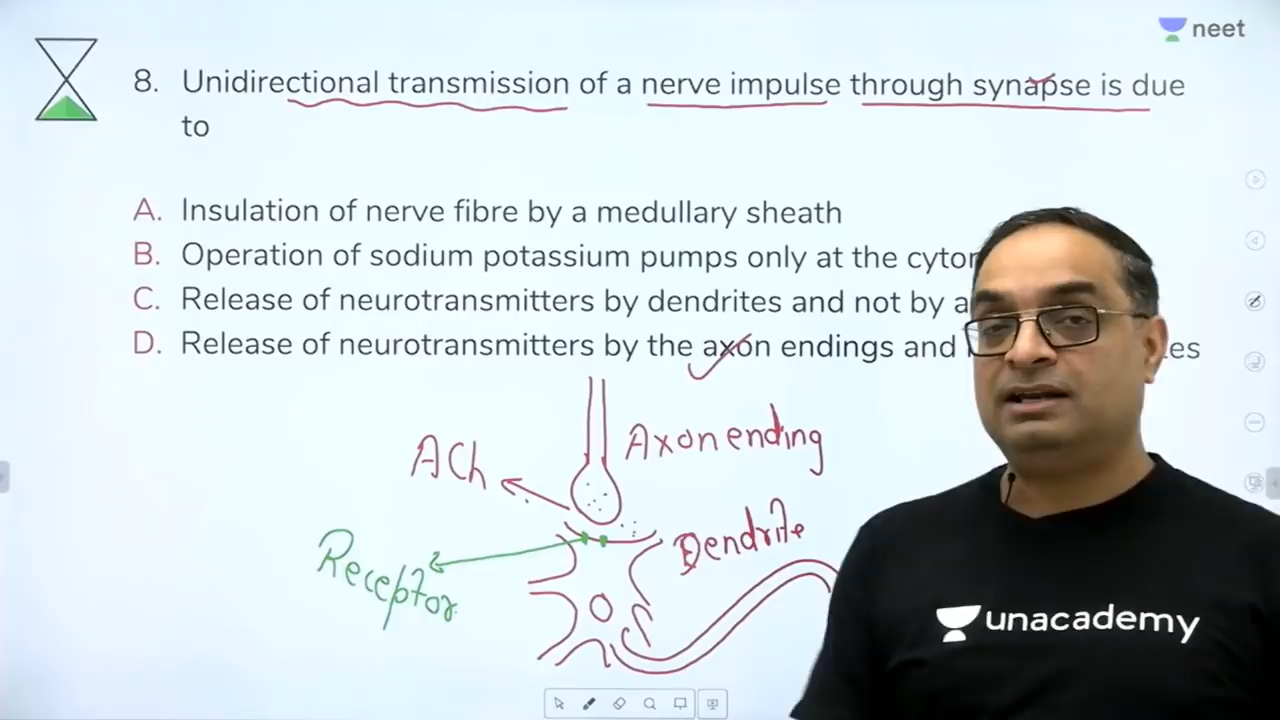 neet
8. Unidirectional transmission of a nerve impulse through synapse is due
to
A. Insulation of nerve fibre by a medullary sheath
B. Operation of sodium potassium pumps only at the
C. Release of neurotransmitters by dendrites and not by
D. Release of neurotransmitters by the axon endings and
ACh
Axon ending
Dendrite
Receptor
unacademy